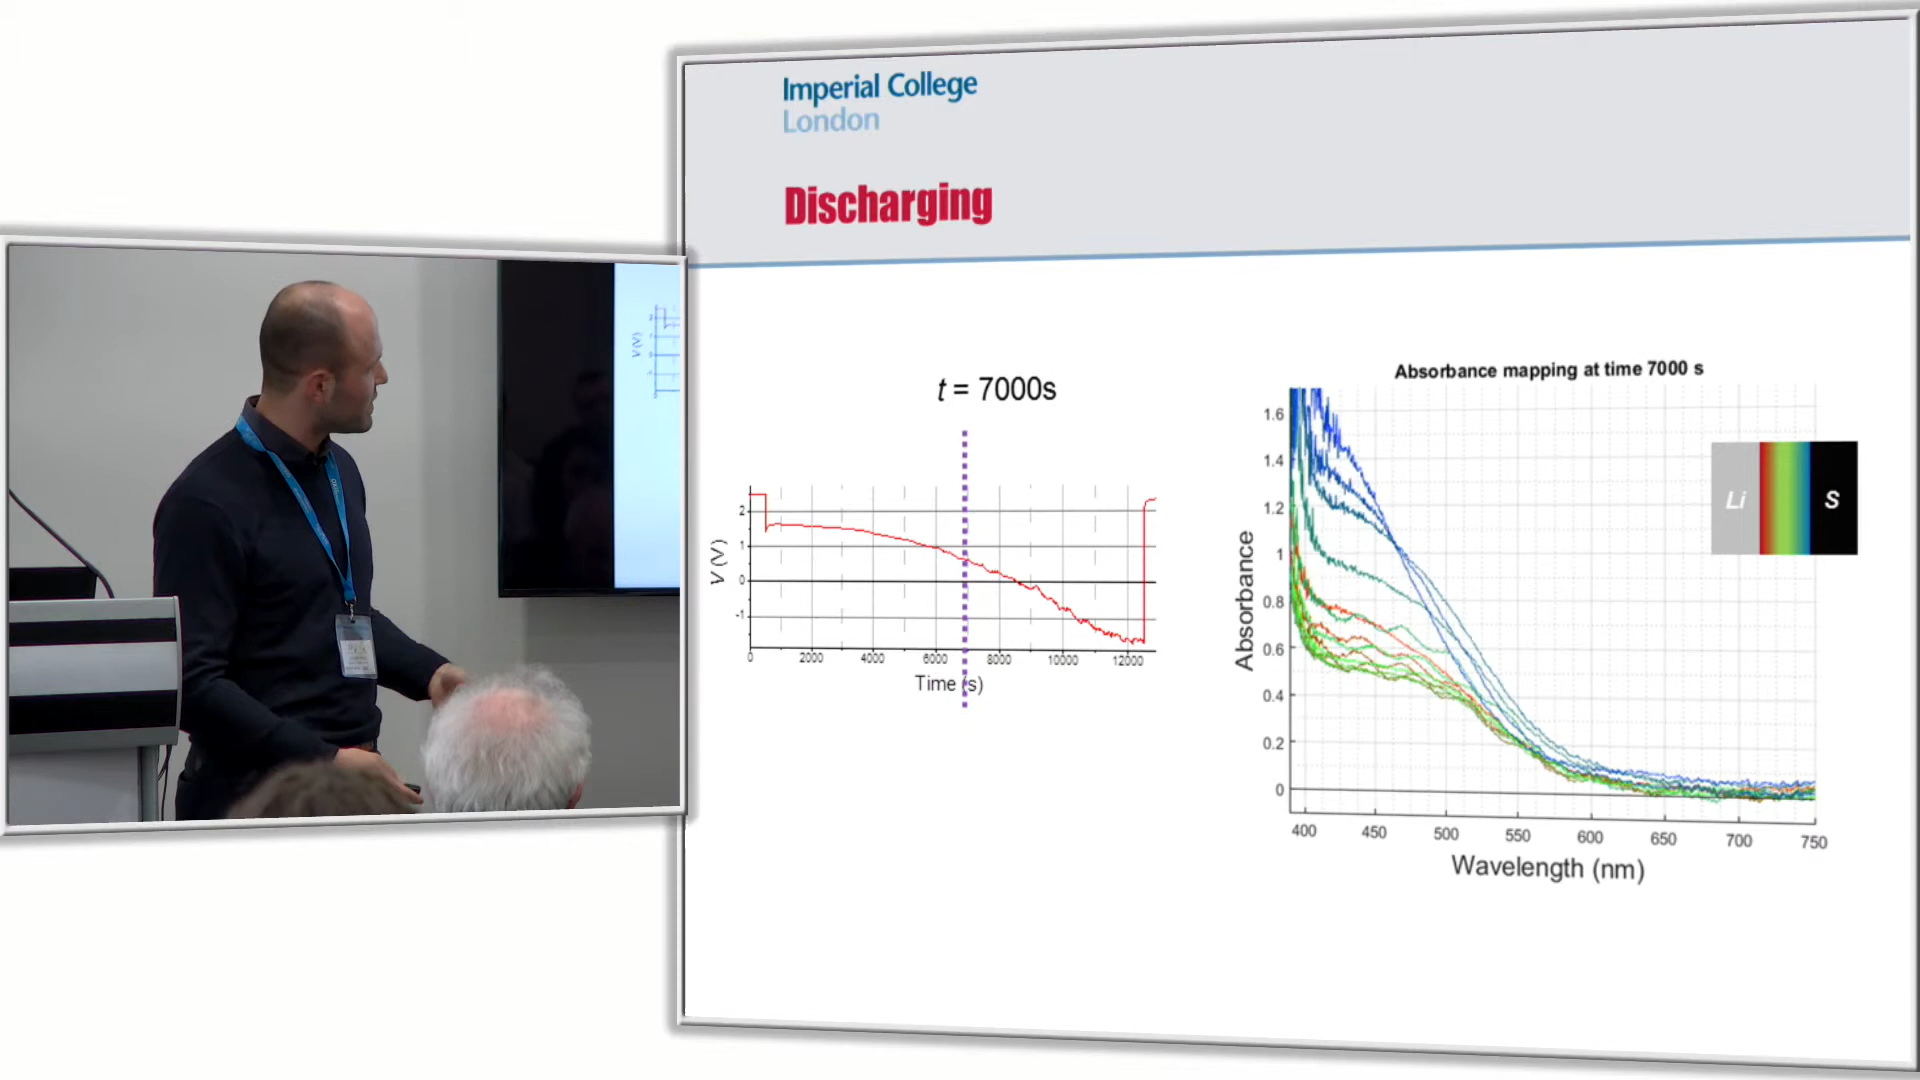 Imperial College
London
Discharging
t = 7000s
V (V)
2
1
0
-1
0 2000 4000 6000 8000 10000 12000
Time (s)
Absorbance mapping at time 7000 s
Absorbance
1.6
1.4
1.2
1
0.8
0.6
0.4
0.2
0
400 450 500 550 600 650 700 750
Wavelength (nm)
Li S
V (V)